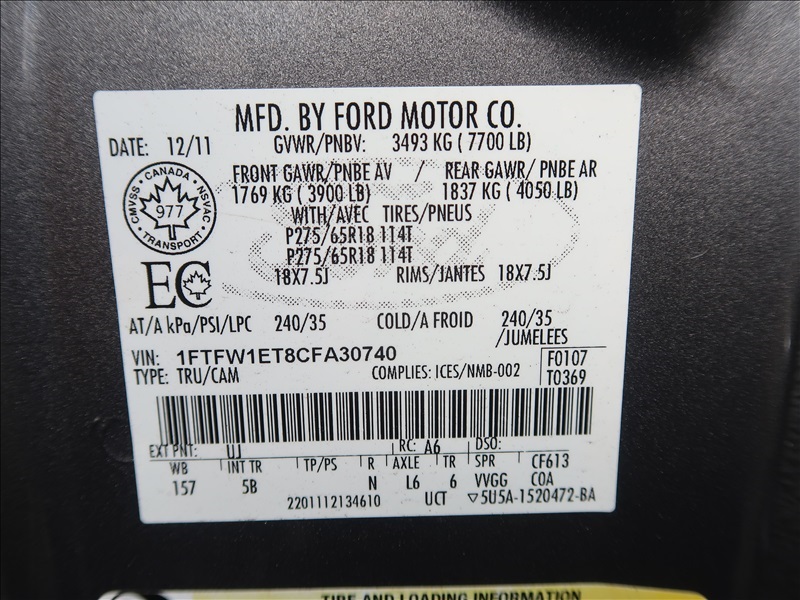 MFD. BY FORD MOTOR CO.
DATE: 12/11 GVWR/PNBV: 3493 KG ( 7700 LB)
FRONT GAWR/PNBE AV / REAR GAWR/ PNBE AR
1769 KG ( 3900 LB) 1837 KG ( 4050 LB)
WITH/AVEC TIRES/PNEUS
P275/65R18 114T
P275/65R18 114T
18X7.5J RIMS/JANTES 18X7.5J
CMVSS · CANADA · NSVAC · TRANSPORT ·
977
EC
AT/A kPa/PSI/LPC 240/35 COLD/A FROID 240/35
/JUMELEES
VIN: 1FTFW1ET8CFA30740 F0107
TYPE: TRU/CAM COMPLIES: ICES/NMB-002 T0369
EXT PNT: UJ RC: A6 DSO:
WB INT TR TP/PS R AXLE TR SPR CF613
157 5B N L6 6 VVGG COA
2201112134610 UCT ▽5U5A-1520472-BA
TIRE AND LOADING INFORMATION